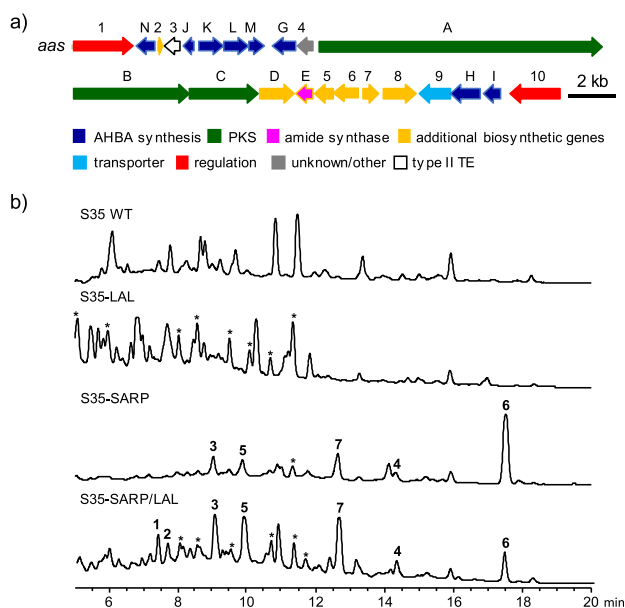 a)
1 N 2 3 J K L M G 4 A
aas
B C D E 5 6 7 8 9 H I 10 2 kb
AHBA synthesis PKS amide synthase additional biosynthetic genes
transporter regulation unknown/other type II TE
b)
S35 WT
S35-LAL
* * * * * * * *
S35-SARP
3 5 * 7 4 6
S35-SARP/LAL
1 2 * * * 3 5 * * * 7 4 6
6 8 10 12 14 16 18 min 20